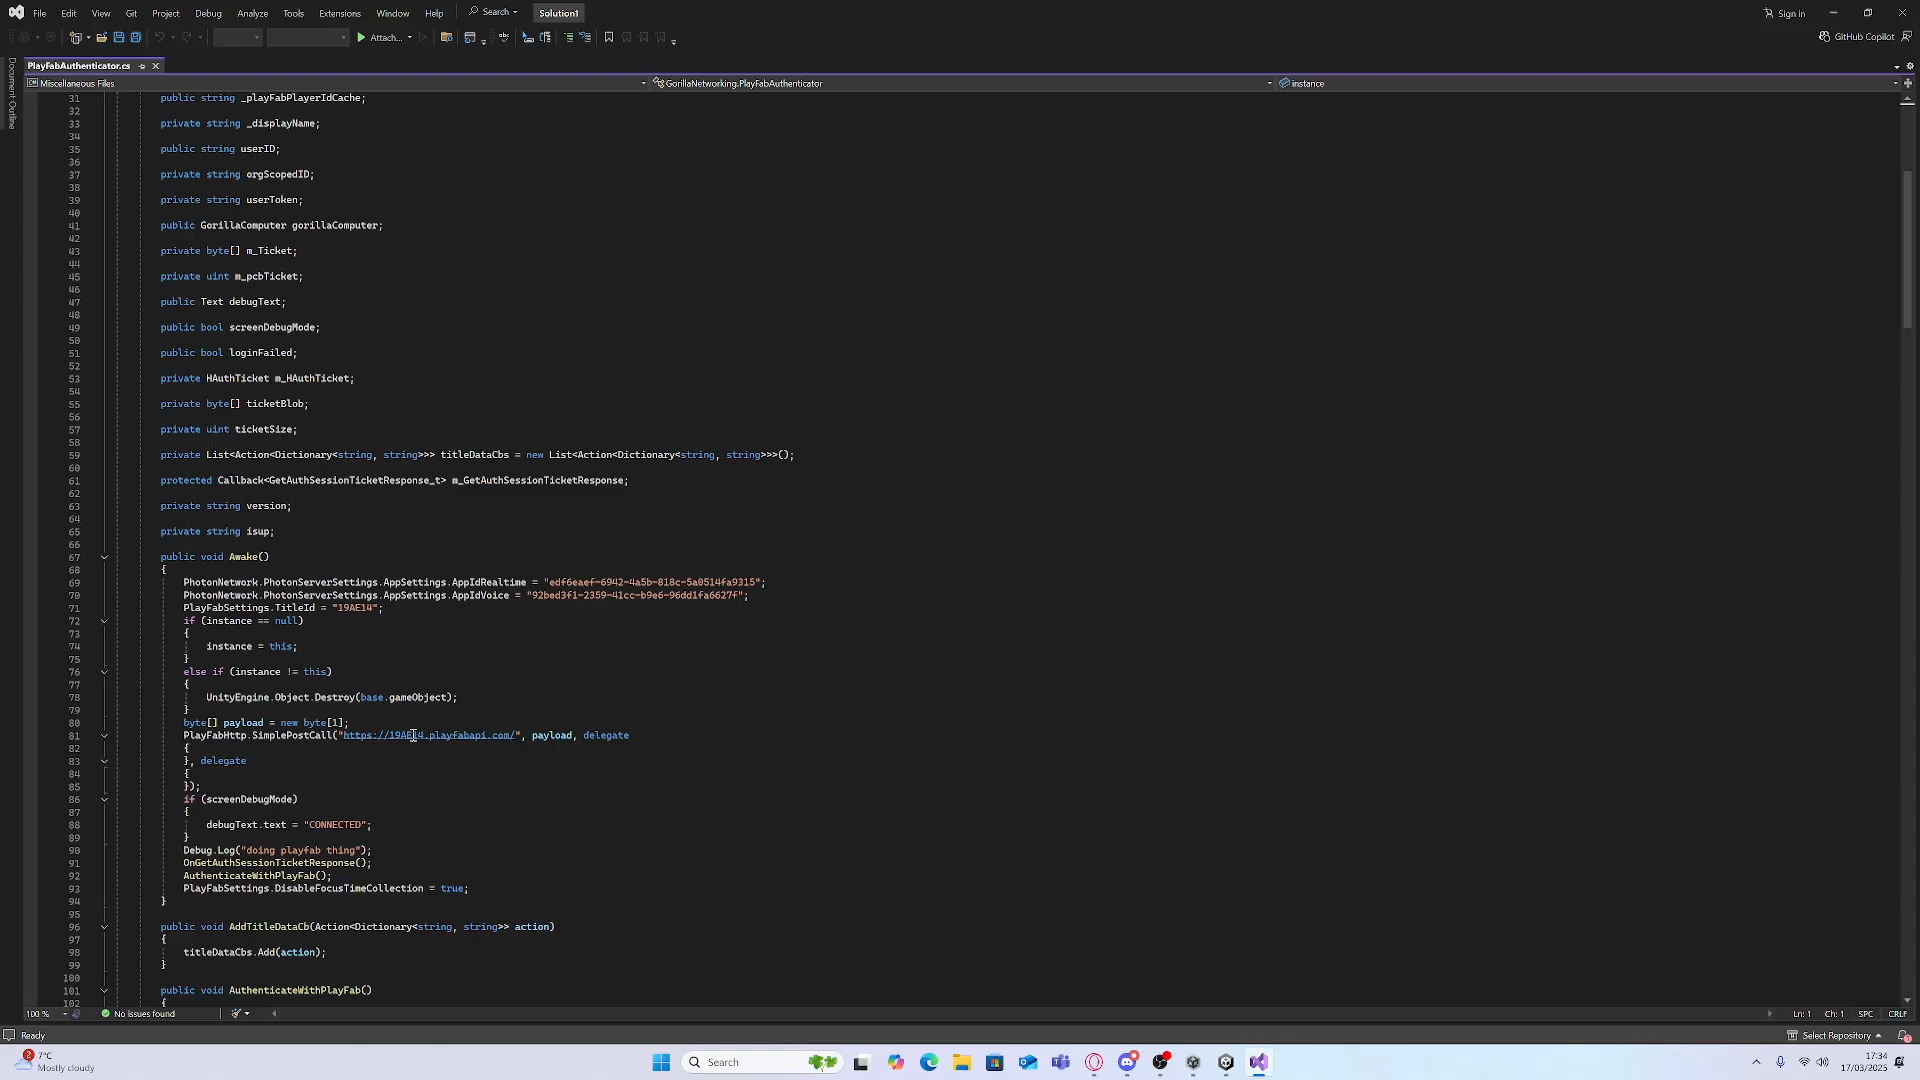 File Edit View Git Project Debug Analyze Tools Extensions Window Help Search Solution1 Sign in
Attach... GitHub Copilot
PlayFabAuthenticator.cs
Document Outline
Miscellaneous Files GorillaNetworking.PlayFabAuthenticator instance
31 public string _playFabPlayerIdCache;
32
33 private string _displayName;
34
35 public string userID;
36
37 private string orgScopedID;
38
39 private string userToken;
40
41 public GorillaComputer gorillaComputer;
42
43 private byte[] m_Ticket;
44
45 private uint m_pcbTicket;
46
47 public Text debugText;
48
49 public bool screenDebugMode;
50
51 public bool loginFailed;
52
53 private HAuthTicket m_HAuthTicket;
54
55 private byte[] ticketBlob;
56
57 private uint ticketSize;
58
59 private List<Action<Dictionary<string, string>>> titleDataCbs = new List<Action<Dictionary<string, string>>>();
60
61 protected Callback<GetAuthSessionTicketResponse_t> m_GetAuthSessionTicketResponse;
62
63 private string version;
64
65 private string isup;
66
67 public void Awake()
68 {
69 PhotonNetwork.PhotonServerSettings.AppSettings.AppIdRealtime = "edf6eaef-6942-4a5b-818c-5a0514fa9315";
70 PhotonNetwork.PhotonServerSettings.AppSettings.AppIdVoice = "92bed3f1-2359-41cc-b9e6-96dd1fa6627f";
71 PlayFabSettings.TitleId = "19AE14";
72 if (instance == null)
73 {
74 instance = this;
75 }
76 else if (instance != this)
77 {
78 UnityEngine.Object.Destroy(base.gameObject);
79 }
80 byte[] payload = new byte[1];
81 PlayFabHttp.SimplePostCall("https://19AE14.playfabapi.com/", payload, delegate
82 {
83 }, delegate
84 {
85 });
86 if (screenDebugMode)
87 {
88 debugText.text = "CONNECTED";
89 }
90 Debug.Log("doing playfab thing");
91 OnGetAuthSessionTicketResponse();
92 AuthenticateWithPlayFab();
93 PlayFabSettings.DisableFocusTimeCollection = true;
94 }
95
96 public void AddTitleDataCb(Action<Dictionary<string, string>> action)
97 {
98 titleDataCbs.Add(action);
99 }
100
101 public void AuthenticateWithPlayFab()
102 {
100 % No issues found Ln: 1 Ch: 1 SPC CRLF
Ready Select Repository 1
2 7°C Search 17:34
Mostly cloudy 17/03/2025